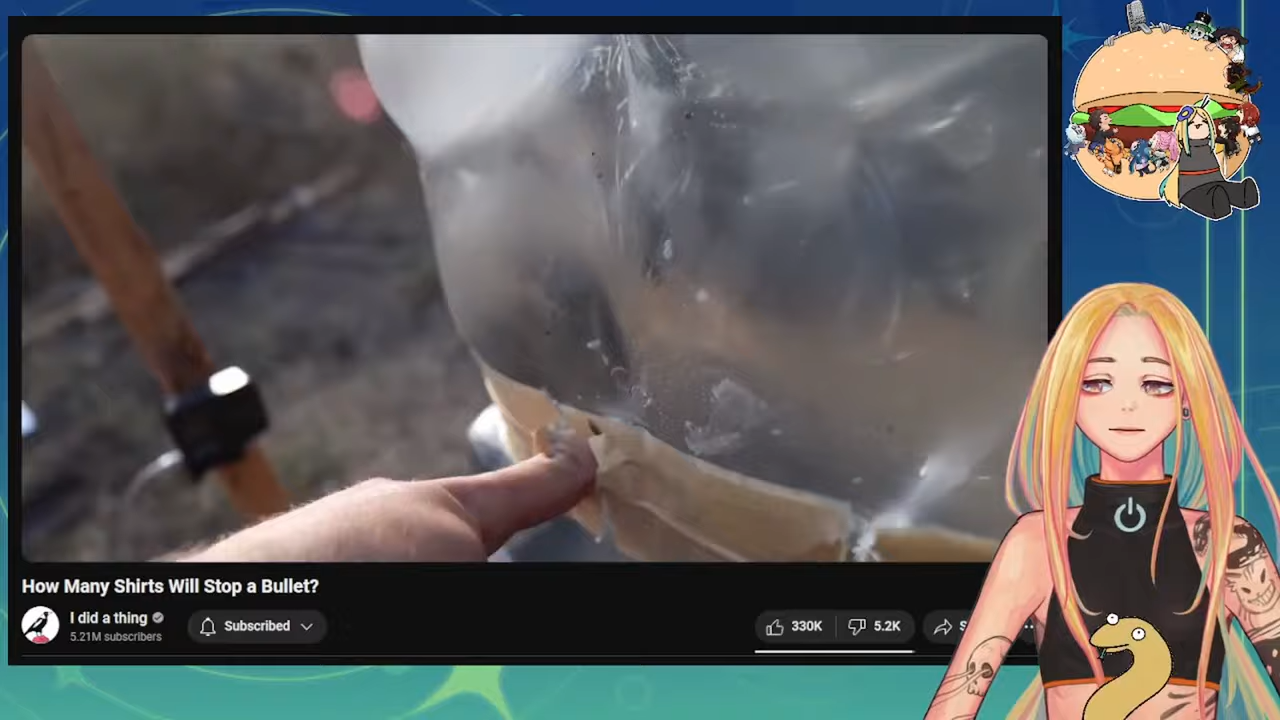 How Many Shirts Will Stop a Bullet?
I did a thing
5.21M subscribers
Subscribed
330K
5.2K
S